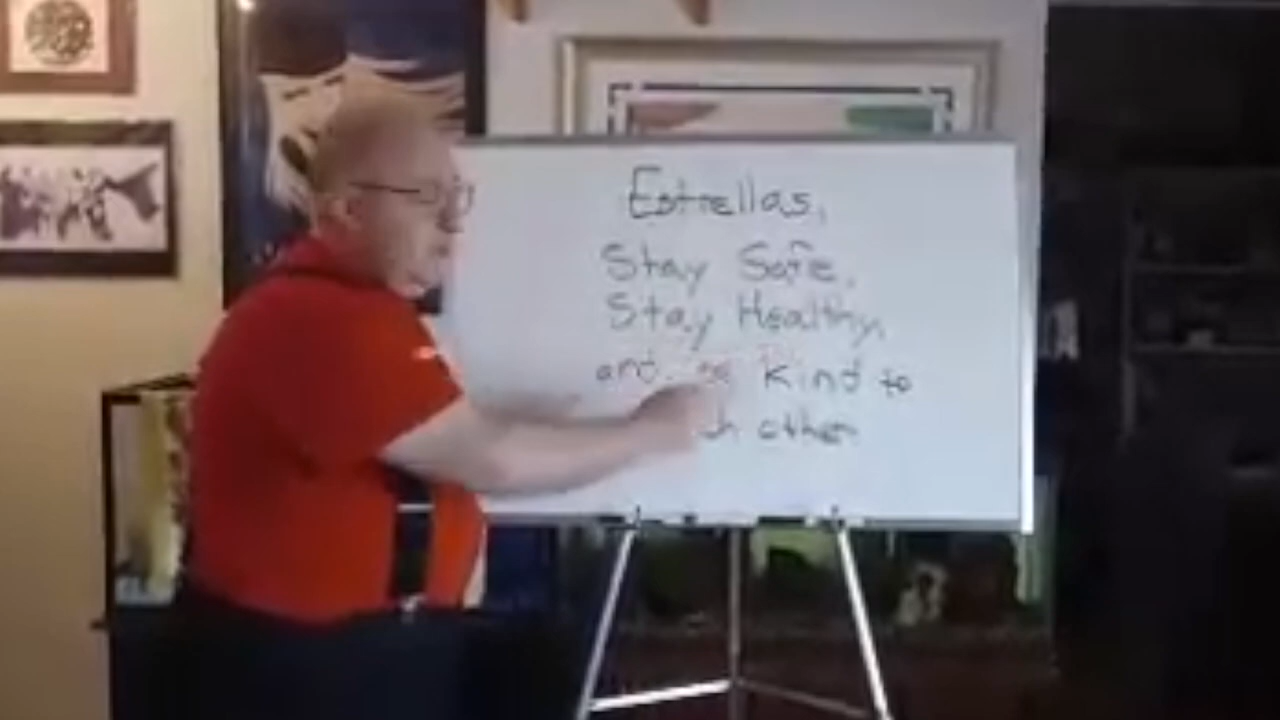 Estrellas,
Stay Safe,
Stay Healthy,
and Kind to
other